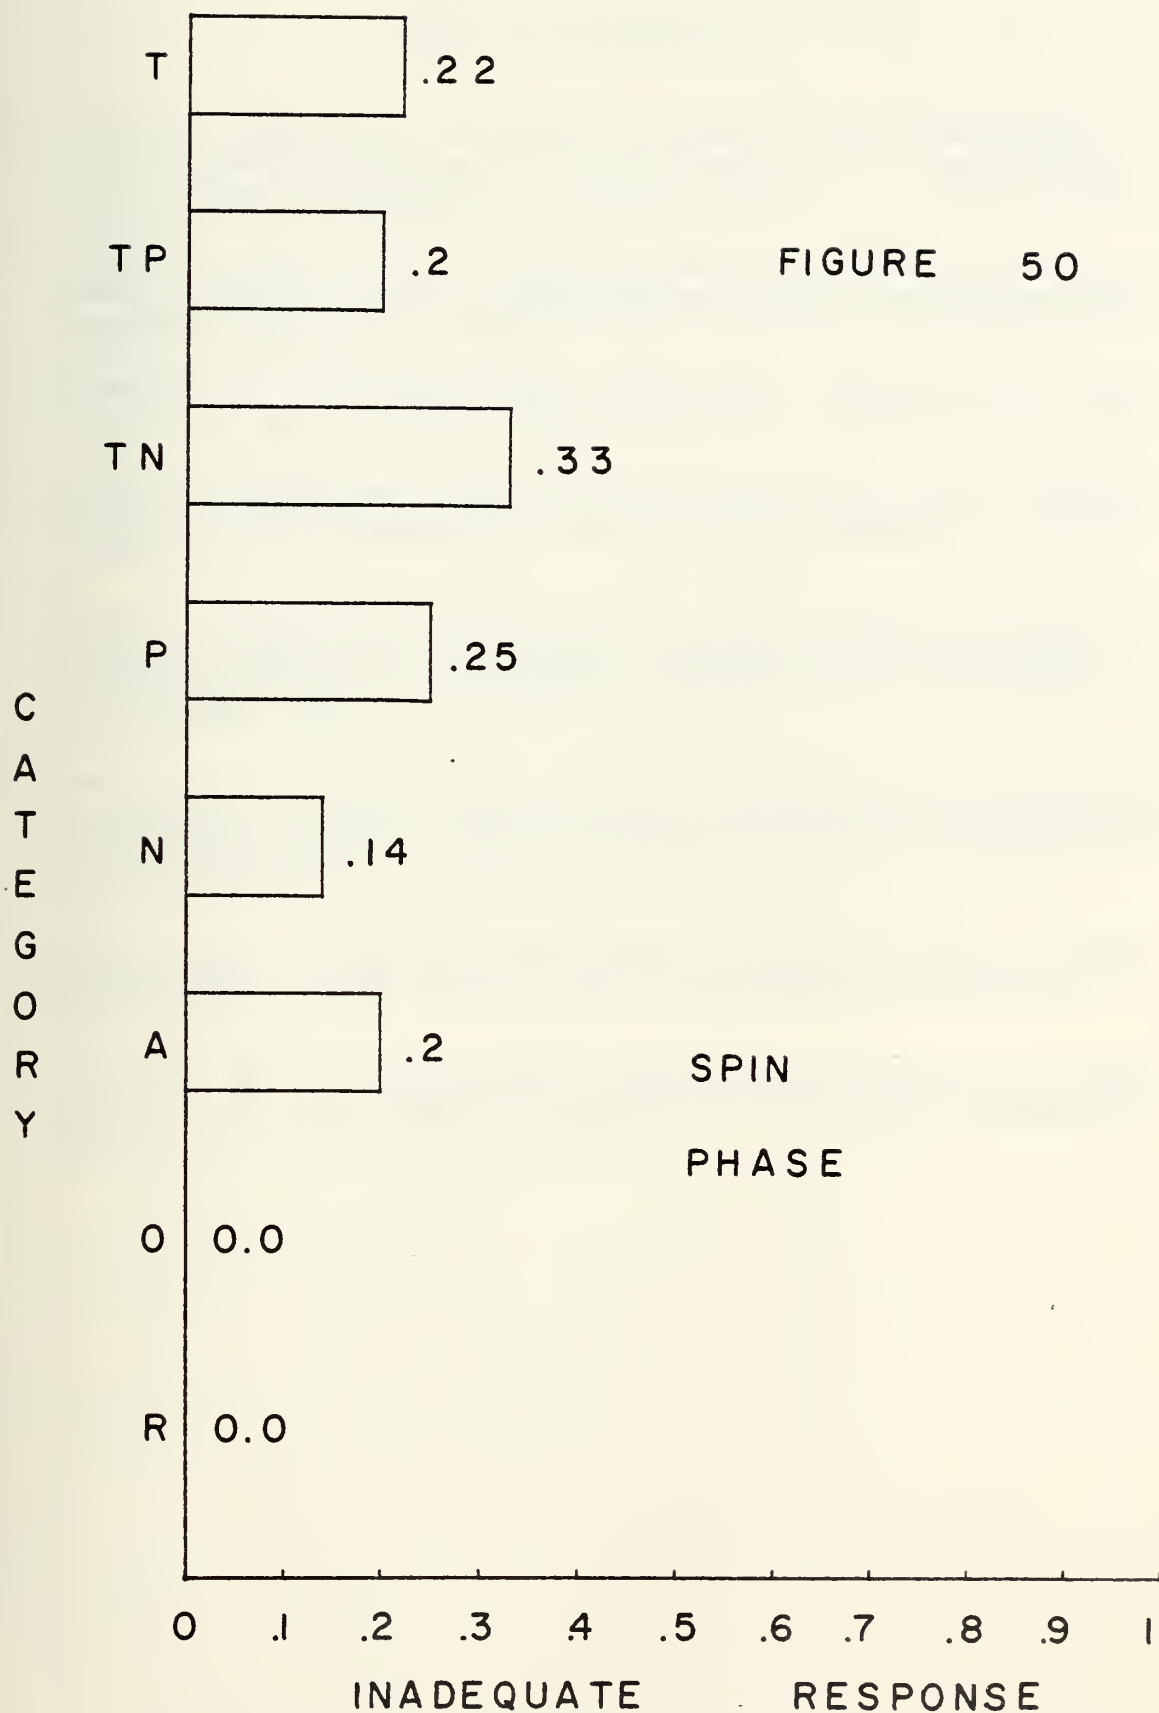 T .22
TP .2 FIGURE 50
TN .33
P .25
CATEGORY
N .14
A .2
SPIN
PHASE
O 0.0
R 0.0
0 .1 .2 .3 .4 .5 .6 .7 .8 .9 1
INADEQUATE RESPONSE